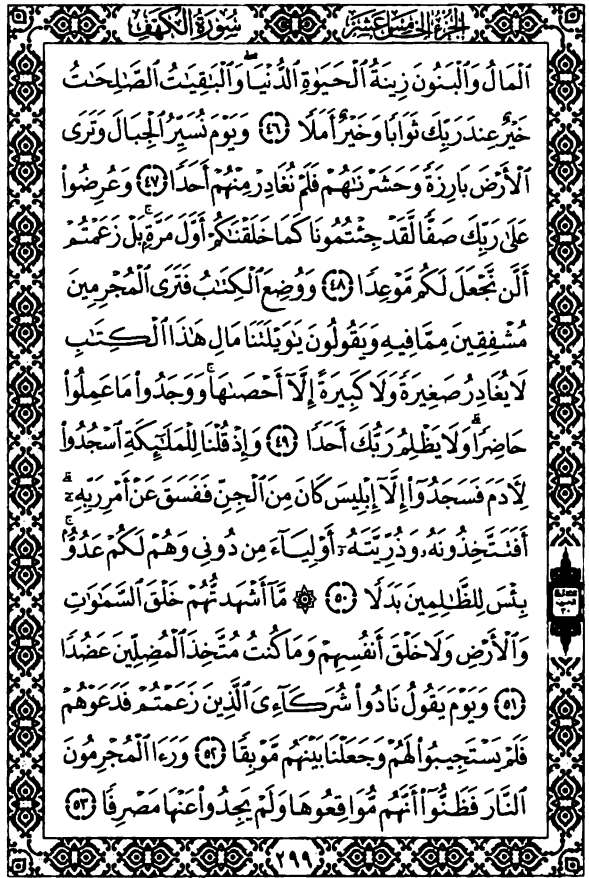 الجزء الخامس عشر
سورة الكهف
ٱلْمَالُ وَٱلْبَنُونَ زِينَةُ ٱلْحَيَوٰةِ ٱلدُّنْيَا ۖ وَٱلْبَٰقِيَٰتُ ٱلصَّٰلِحَٰتُ
خَيْرٌ عِندَ رَبِّكَ ثَوَابًا وَخَيْرٌ أَمَلًا ٤٦ وَيَوْمَ نُسَيِّرُ ٱلْجِبَالَ وَتَرَى
ٱلْأَرْضَ بَارِزَةً وَحَشَرْنَٰهُمْ فَلَمْ نُغَادِرْ مِنْهُمْ أَحَدًا ٤٧ وَعُرِضُوا۟
عَلَىٰ رَبِّكَ صَفًّا لَّقَدْ جِئْتُمُونَا كَمَا خَلَقْنَٰكُمْ أَوَّلَ مَرَّةٍۭ ۚ بَلْ زَعَمْتُمْ
أَلَّن نَّجْعَلَ لَكُم مَّوْعِدًا ٤٨ وَوُضِعَ ٱلْكِتَٰبُ فَتَرَى ٱلْمُجْرِمِينَ
مُشْفِقِينَ مِمَّا فِيهِ وَيَقُولُونَ يَٰوَيْلَتَنَا مَالِ هَٰذَا ٱلْكِتَٰبِ
لَا يُغَادِرُ صَغِيرَةً وَلَا كَبِيرَةً إِلَّآ أَحْصَىٰهَا ۚ وَوَجَدُوا۟ مَا عَمِلُوا۟
حَاضِرًا ۗ وَلَا يَظْلِمُ رَبُّكَ أَحَدًا ٤٩ وَإِذْ قُلْنَا لِلْمَلَٰٓئِكَةِ ٱسْجُدُوا۟
لِءَادَمَ فَسَجَدُوٓا۟ إِلَّآ إِبْلِيسَ كَانَ مِنَ ٱلْجِنِّ فَفَسَقَ عَنْ أَمْرِ رَبِّهِۦٓ ۗ
أَفَتَتَّخِذُونَهُۥ وَذُرِّيَّتَهُۥٓ أَوْلِيَآءَ مِن دُونِى وَهُمْ لَكُمْ عَدُوٌّۢ ۚ
بِئْسَ لِلظَّٰلِمِينَ بَدَلًا ٥٠ ۞ مَّآ أَشْهَدتُّهُمْ خَلْقَ ٱلسَّمَٰوَٰتِ
وَٱلْأَرْضِ وَلَا خَلْقَ أَنفُسِهِمْ وَمَا كُنتُ مُتَّخِذَ ٱلْمُضِلِّينَ عَضُدًا
٥١ وَيَوْمَ يَقُولُ نَادُوا۟ شُرَكَآءِىَ ٱلَّذِينَ زَعَمْتُمْ فَدَعَوْهُمْ
فَلَمْ يَسْتَجِيبُوا۟ لَهُمْ وَجَعَلْنَا بَيْنَهُم مَّوْبِقًا ٥٢ وَرَءَا ٱلْمُجْرِمُونَ
ٱلنَّارَ فَظَنُّوٓا۟ أَنَّهُم مُّوَاقِعُوهَا وَلَمْ يَجِدُوا۟ عَنْهَا مَصْرِفًا ٥٣
٢٩٩